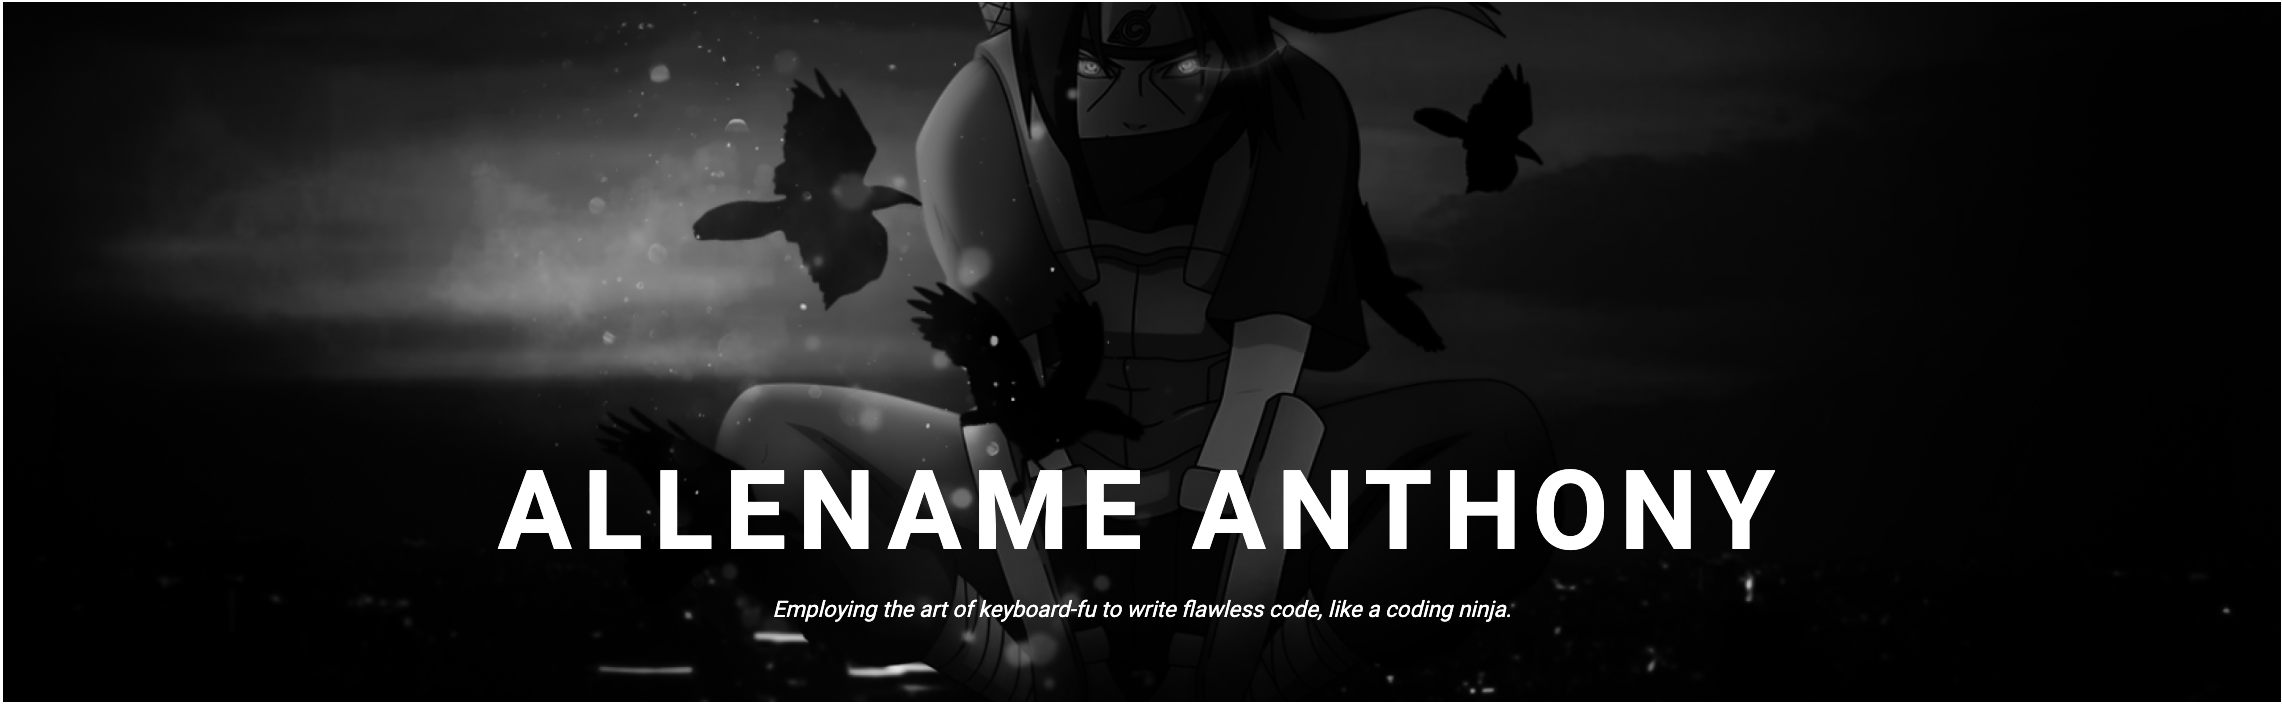 ALLENAME ANTHONY
Employing the art of keyboard-fu to write flawless code, like a coding ninja.